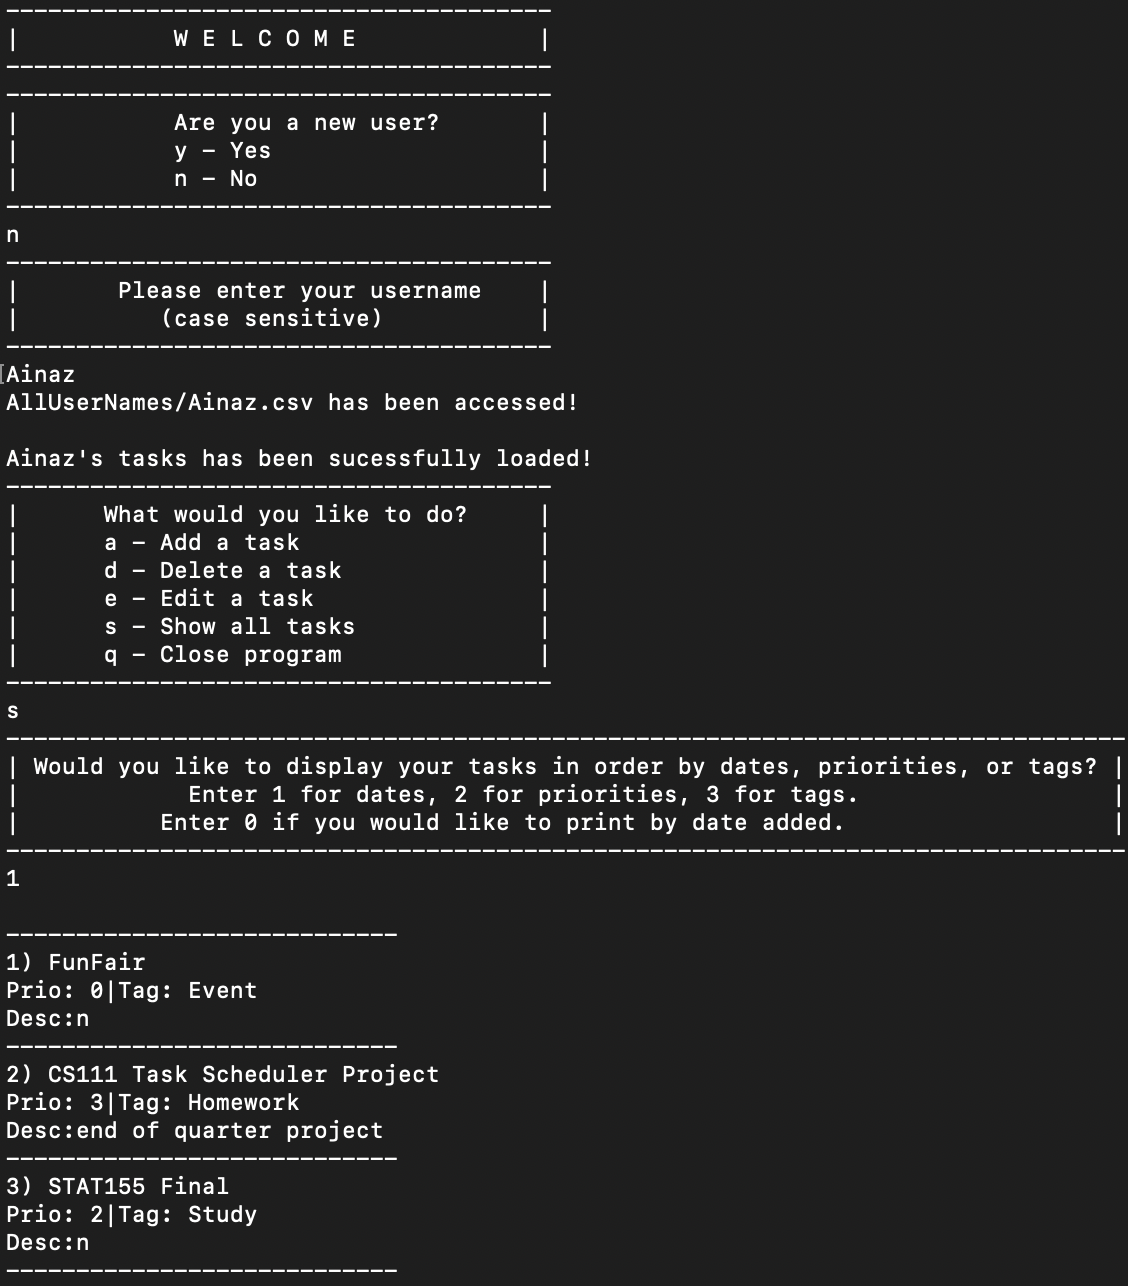 ---------------------------------------
|           W E L C O M E             |
---------------------------------------
---------------------------------------
|           Are you a new user?       |
|           y - Yes                   |
|           n - No                    |
---------------------------------------
n
---------------------------------------
|       Please enter your username    |
|          (case sensitive)           |
---------------------------------------
Ainaz
AllUserNames/Ainaz.csv has been accessed!

Ainaz's tasks has been sucessfully loaded!
---------------------------------------
|      What would you like to do?     |
|      a - Add a task                 |
|      d - Delete a task              |
|      e - Edit a task                |
|      s - Show all tasks             |
|      q - Close program              |
---------------------------------------
s
--------------------------------------------------------------------------------
| Would you like to display your tasks in order by dates, priorities, or tags? |
|            Enter 1 for dates, 2 for priorities, 3 for tags.                  |
|          Enter 0 if you would like to print by date added.                   |
--------------------------------------------------------------------------------
1

----------------------------
1) FunFair
Prio: 0|Tag: Event
Desc:n
----------------------------
2) CS111 Task Scheduler Project
Prio: 3|Tag: Homework
Desc:end of quarter project
----------------------------
3) STAT155 Final
Prio: 2|Tag: Study
Desc:n
----------------------------